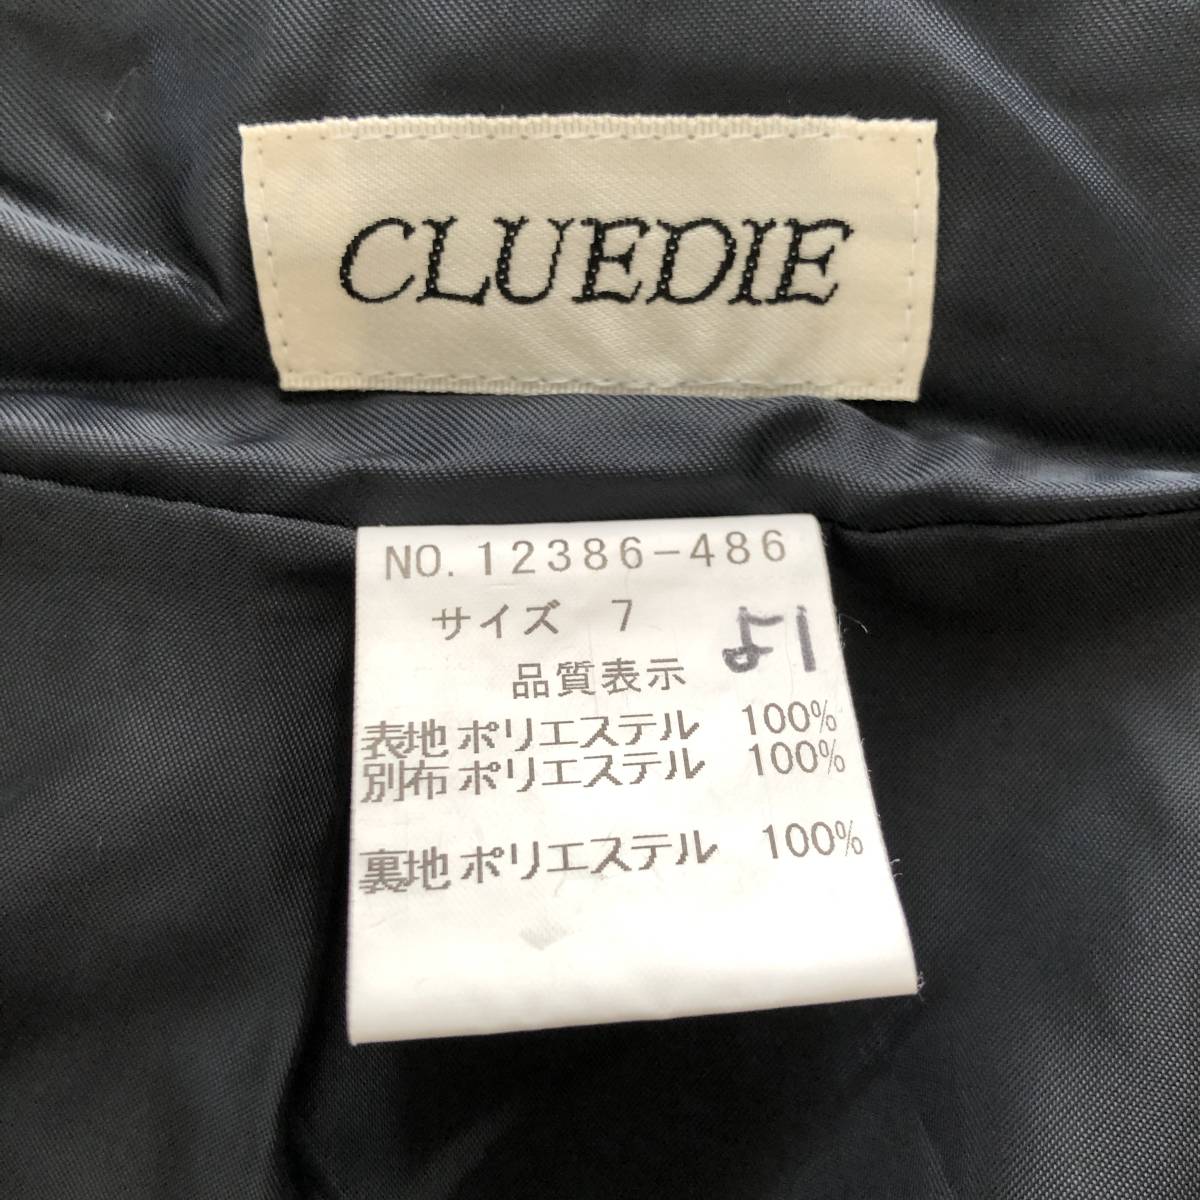 CLUEDIE
NO. 12386-486
サイズ 7
よ1
品質表示
表地 ポリエステル 100%
別布 ポリエステル 100%
裏地 ポリエステル 100%